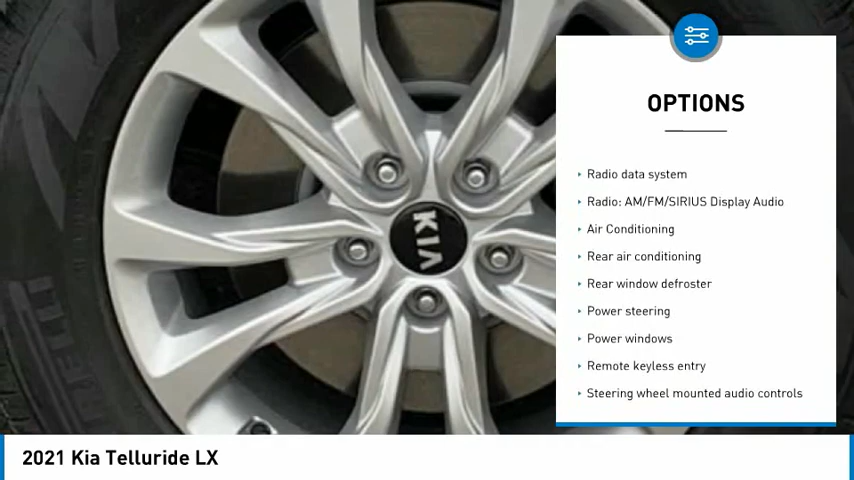 OPTIONS
Radio data system
Radio: AM/FM/SIRIUS Display Audio
Air Conditioning
Rear air conditioning
Rear window defroster
Power steering
Power windows
Remote keyless entry
Steering wheel mounted audio controls
KIA
2021 Kia Telluride LX